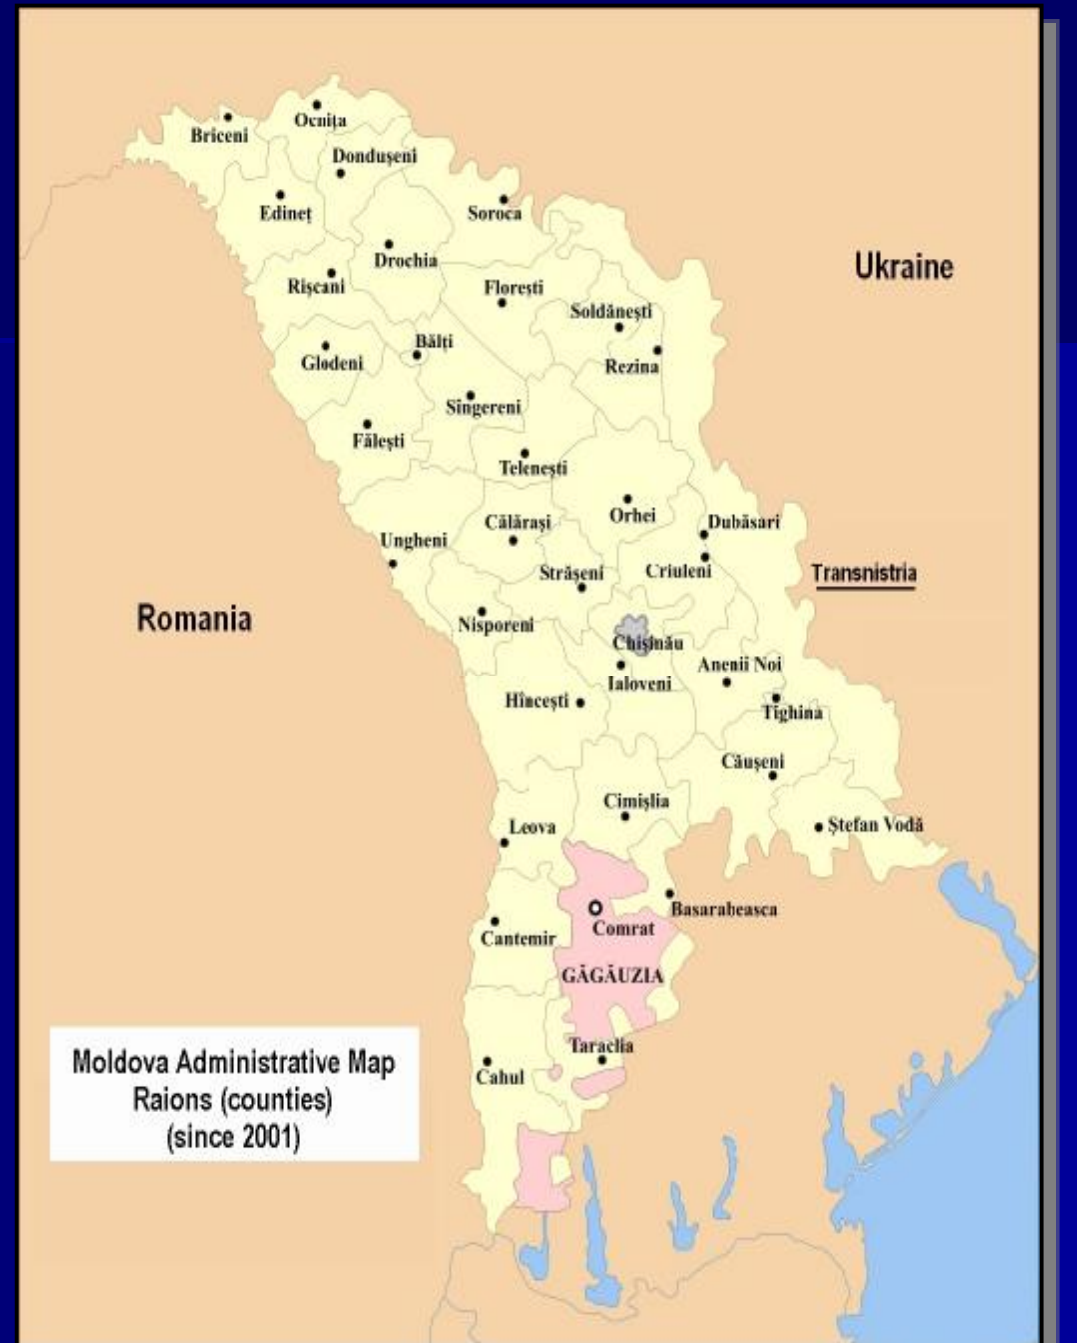 Ocnița
Briceni
Dondușeni
Edineț
Soroca
Drochia
Ukraine
Rișcani
Florești
Soldănești
Bălți
Glodeni
Rezina
Sîngereni
Fălești
Telenești
Orhei
Călărași
Dubăsari
Ungheni
Strășeni
Criuleni
Transnistria
Romania
Nisporeni
Chișinău
Anenii Noi
Ialoveni
Hîncești
Tighina
Căușeni
Cimișlia
Leova
Ștefan Vodă
Basarabeasca
Comrat
Cantemir
GĂGĂUZIA
Taraclia
Cahul
Moldova Administrative Map
Raions (counties)
(since 2001)